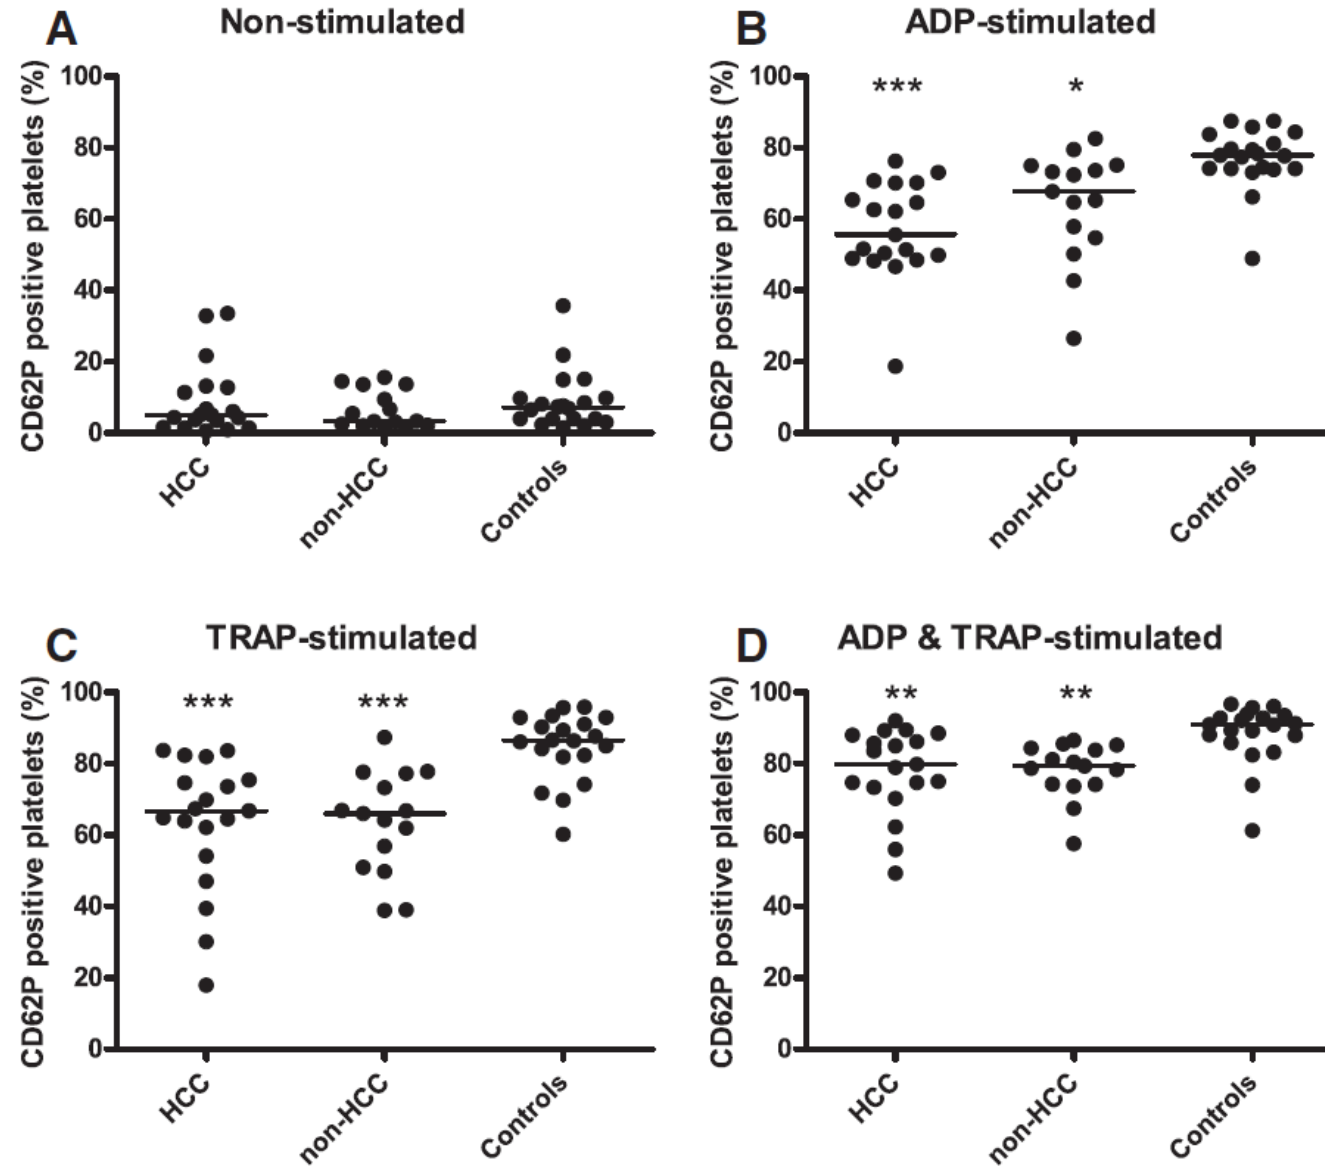 A Non-stimulated
CD62P positive platelets (%)
100
80
60
40
20
0
HCC
non-HCC
Controls
B ADP-stimulated
* * *
*
CD62P positive platelets (%)
100
80
60
40
20
0
HCC
non-HCC
Controls
C TRAP-stimulated
* * *
* * *
CD62P positive platelets (%)
100
80
60
40
20
0
HCC
non-HCC
Controls
D ADP & TRAP-stimulated
* *
* *
CD62P positive platelets (%)
100
80
60
40
20
0
HCC
non-HCC
Controls